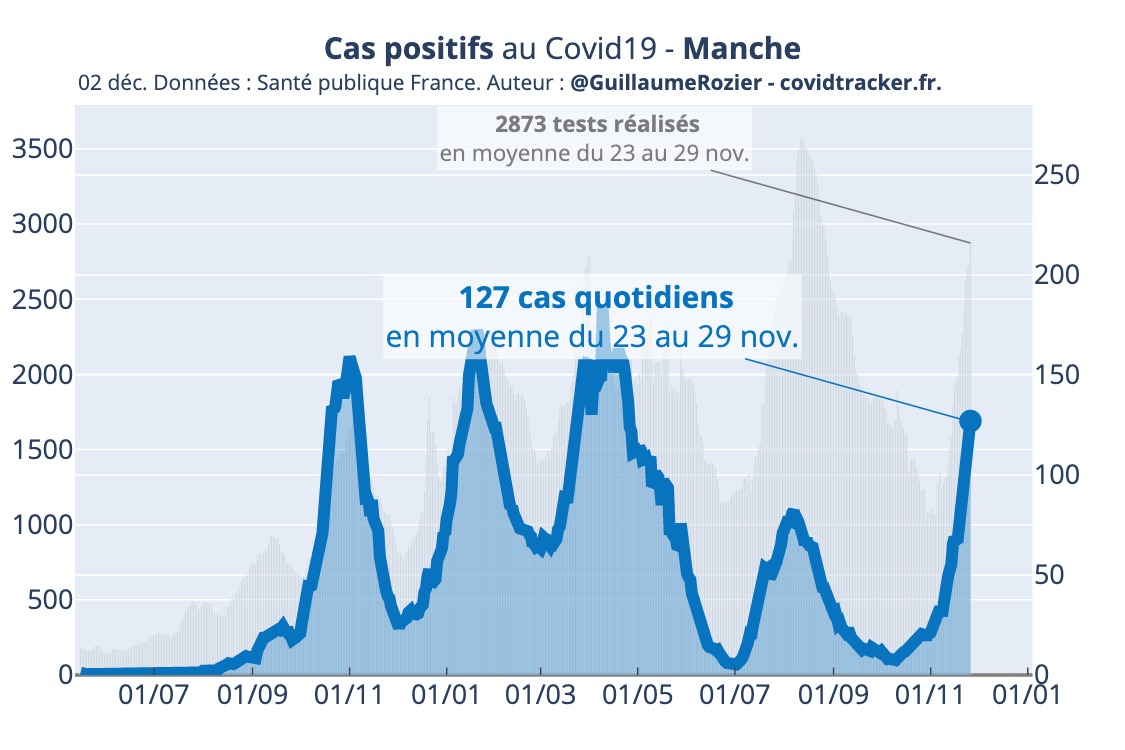 Cas positifs au Covid19 - Manche
02 déc. Données : Santé publique France. Auteur : @GuillaumeRozier - covidtracker.fr.
2873 tests réalisés
en moyenne du 23 au 29 nov.
127 cas quotidiens
en moyenne du 23 au 29 nov.
3500
3000
2500
2000
1500
1000
500
0
250
200
150
100
50
0
01/07 01/09 01/11 01/01 01/03 01/05 01/07 01/09 01/11 01/01